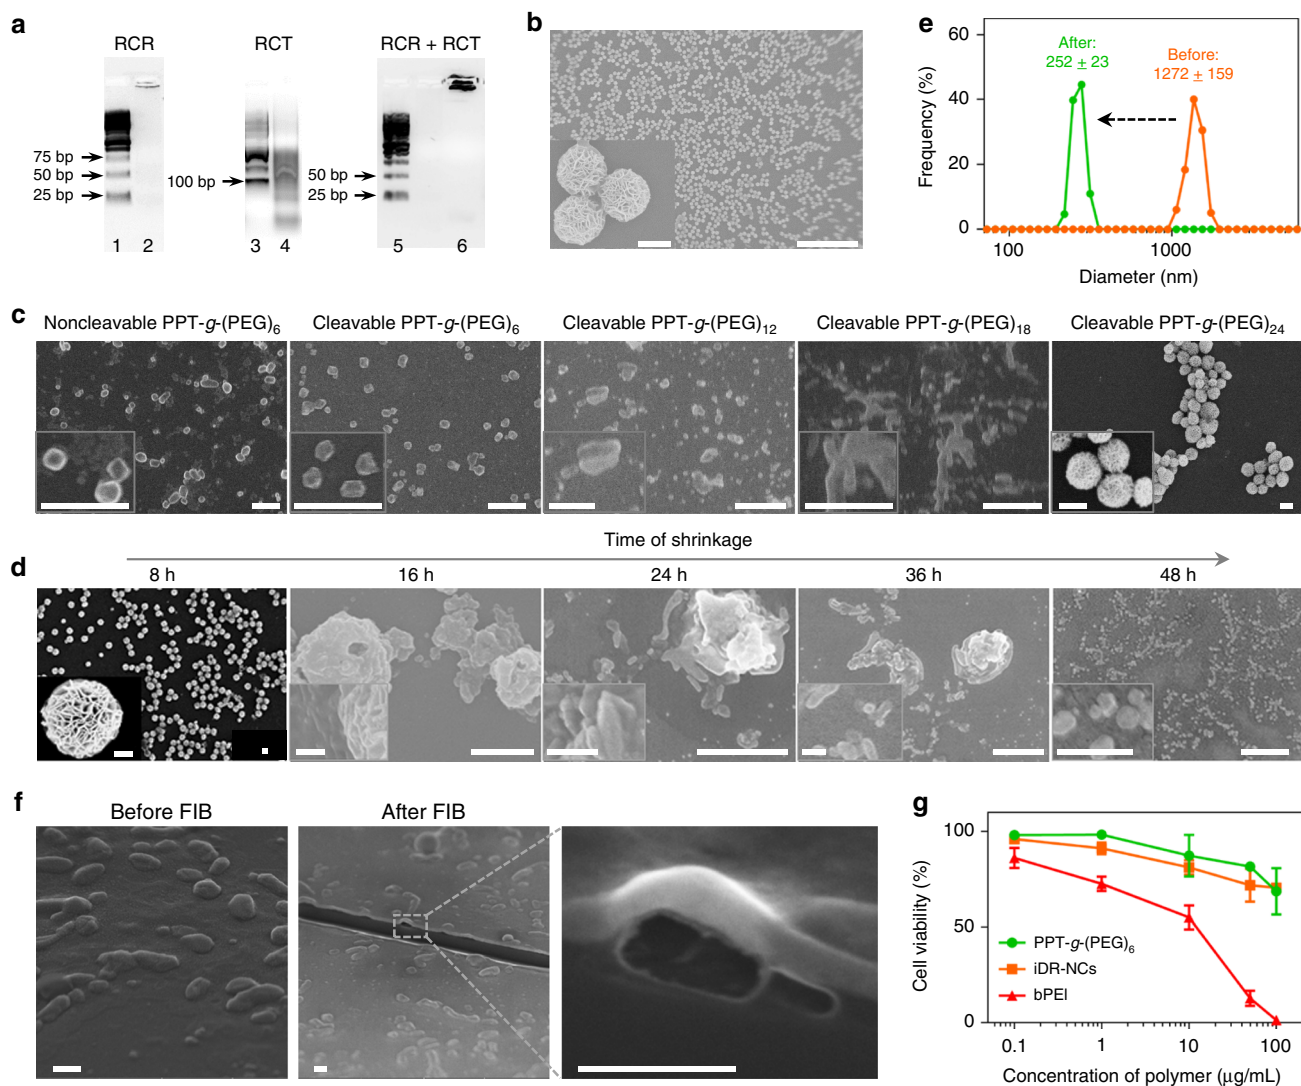 a
RCR
RCT
RCR + RCT
75 bp
50 bp
25 bp
100 bp
50 bp
25 bp
1 2 3 4 5 6
b
e
60
40
20
0
Frequency (%)
After:
252 ± 23
Before:
1272 ± 159
100 1000
Diameter (nm)
c
Noncleavable PPT-g-(PEG)6
Cleavable PPT-g-(PEG)6
Cleavable PPT-g-(PEG)12
Cleavable PPT-g-(PEG)18
Cleavable PPT-g-(PEG)24
d
Time of shrinkage
8 h
16 h
24 h
36 h
48 h
f
Before FIB
After FIB
g
100
50
0
Cell viability (%)
PPT-g-(PEG)6
iDR-NCs
bPEI
0.1 1 10 100
Concentration of polymer (μg/mL)